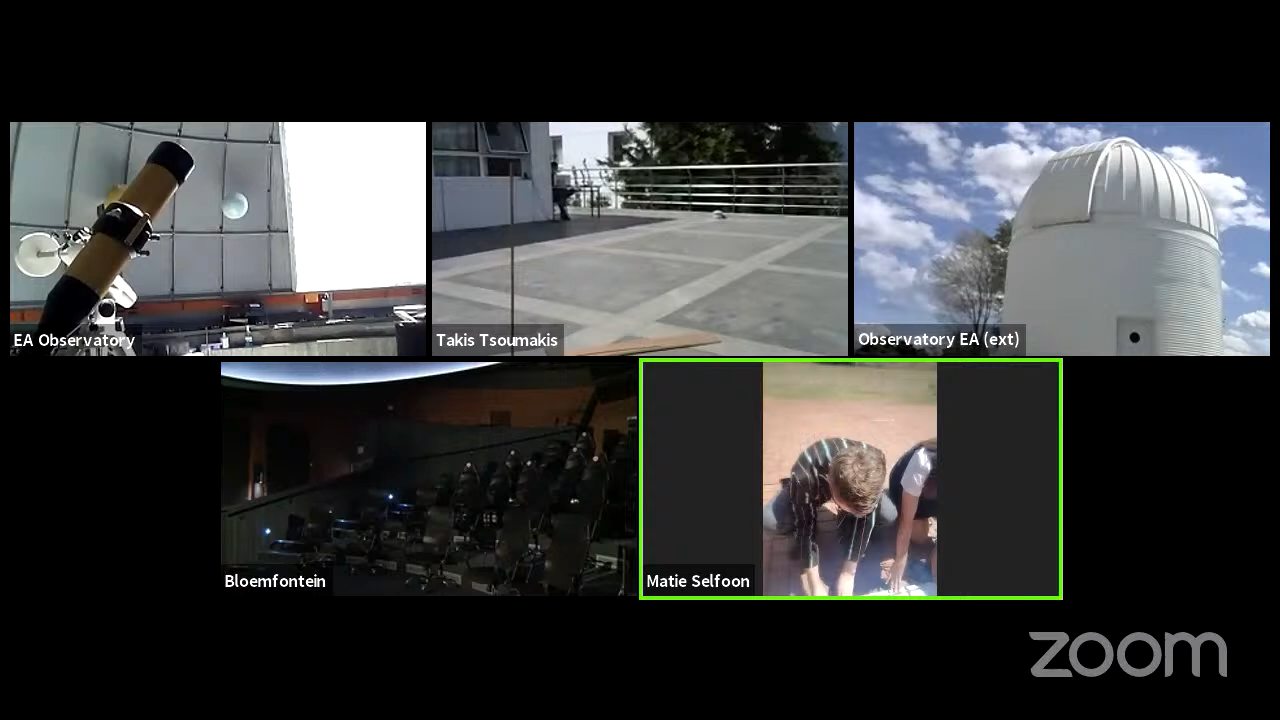 EA Observatory
Takis Tsoumakis
Observatory EA (ext)
Bloemfontein
Matie Selfoon
zoom